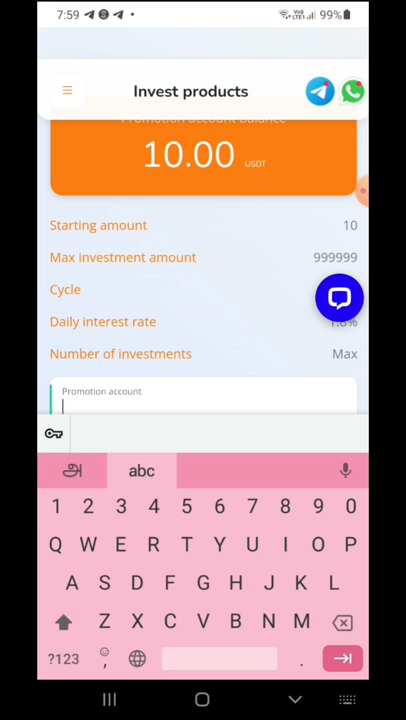 7:59
99%
Invest products
Promotion account balance
10.00 USDT
Starting amount 10
Max investment amount 999999
Cycle
Daily interest rate 1.8%
Number of investments Max
Promotion account
அ abc
1 2 3 4 5 6 7 8 9 0
Q W E R T Y U I O P
A S D F G H J K L
Z X C V B N M
?123 , .